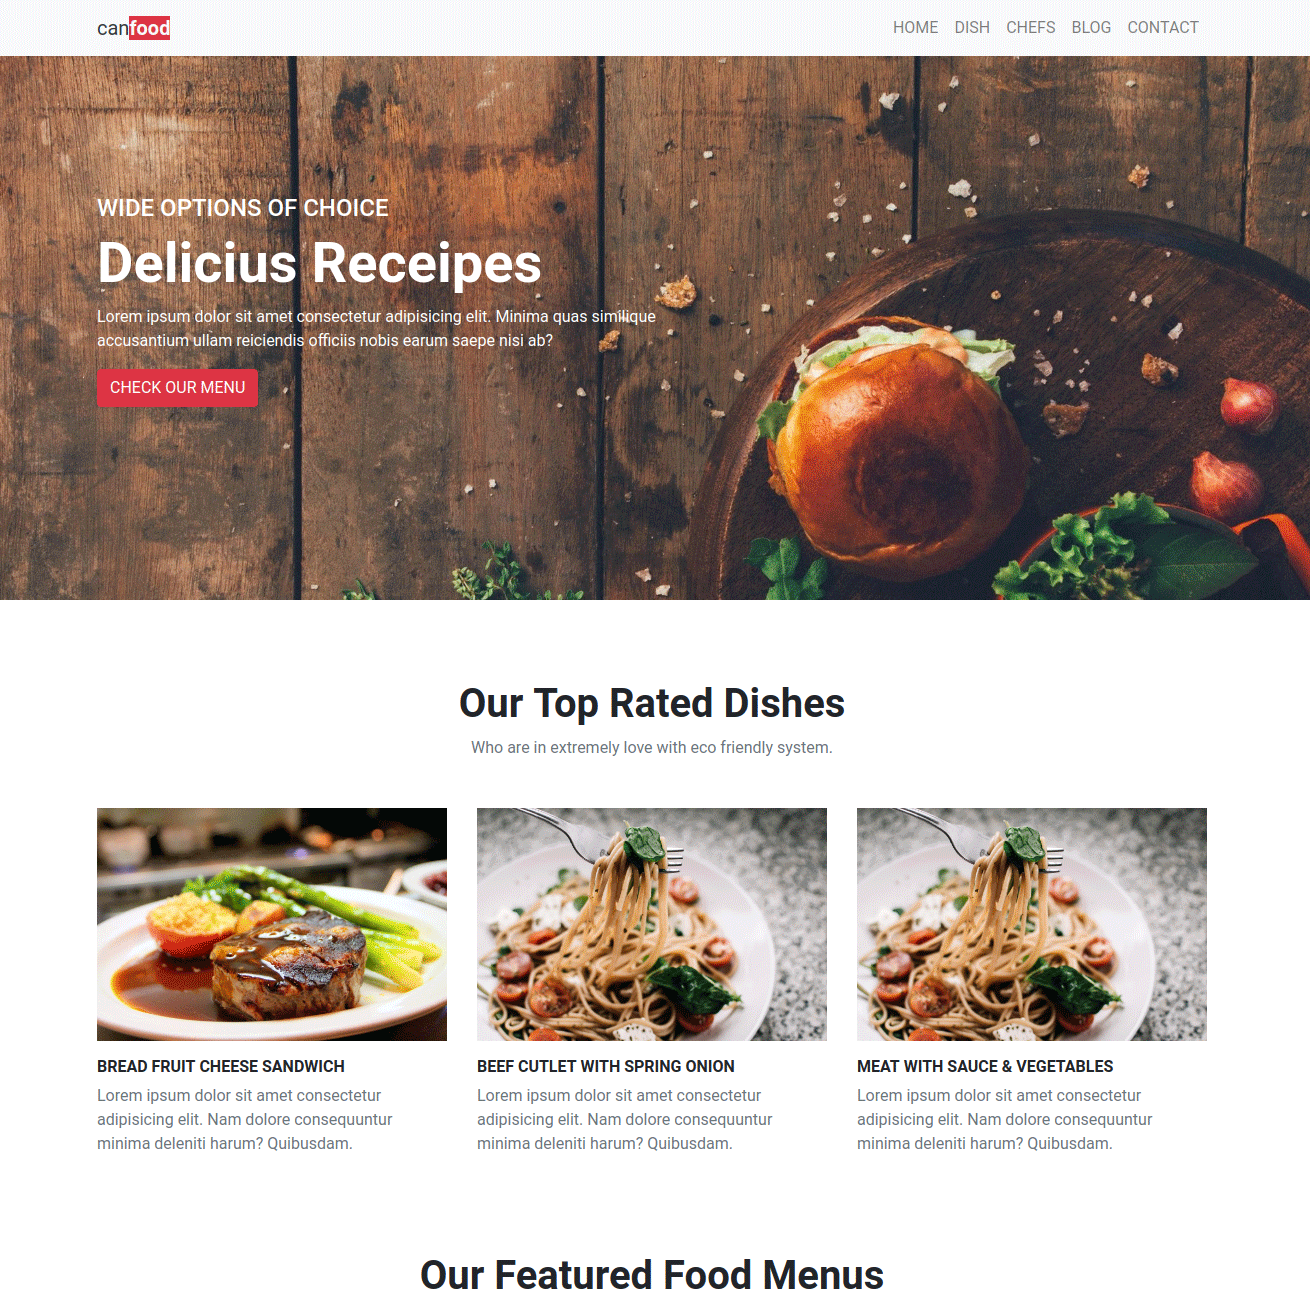 canfood
HOME DISH CHEFS BLOG CONTACT
WIDE OPTIONS OF CHOICE
Delicius Receipes
Lorem ipsum dolor sit amet consectetur adipisicing elit. Minima quas similique
accusantium ullam reiciendis officiis nobis earum saepe nisi ab?
CHECK OUR MENU
Our Top Rated Dishes
Who are in extremely love with eco friendly system.
BREAD FRUIT CHEESE SANDWICH
Lorem ipsum dolor sit amet consectetur
adipisicing elit. Nam dolore consequuntur
minima deleniti harum? Quibusdam.
BEEF CUTLET WITH SPRING ONION
Lorem ipsum dolor sit amet consectetur
adipisicing elit. Nam dolore consequuntur
minima deleniti harum? Quibusdam.
MEAT WITH SAUCE & VEGETABLES
Lorem ipsum dolor sit amet consectetur
adipisicing elit. Nam dolore consequuntur
minima deleniti harum? Quibusdam.
Our Featured Food Menus